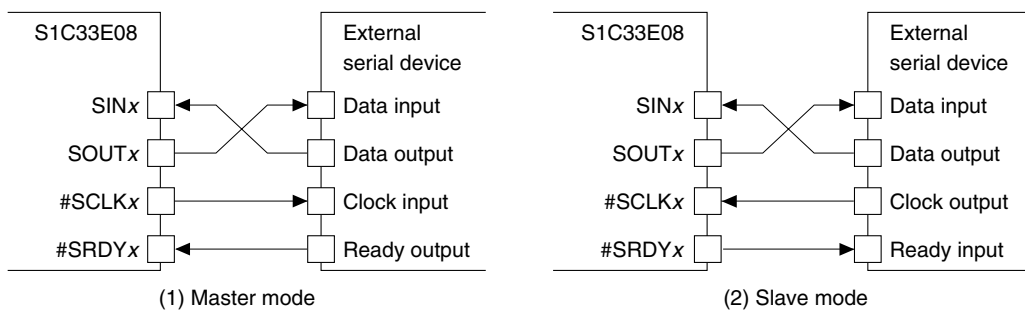 S1C33E08
External
serial device
SINx
Data input
SOUTx
Data output
#SCLKx
Clock input
#SRDYx
Ready output
(1) Master mode
S1C33E08
External
serial device
SINx
Data input
SOUTx
Data output
#SCLKx
Clock output
#SRDYx
Ready input
(2) Slave mode